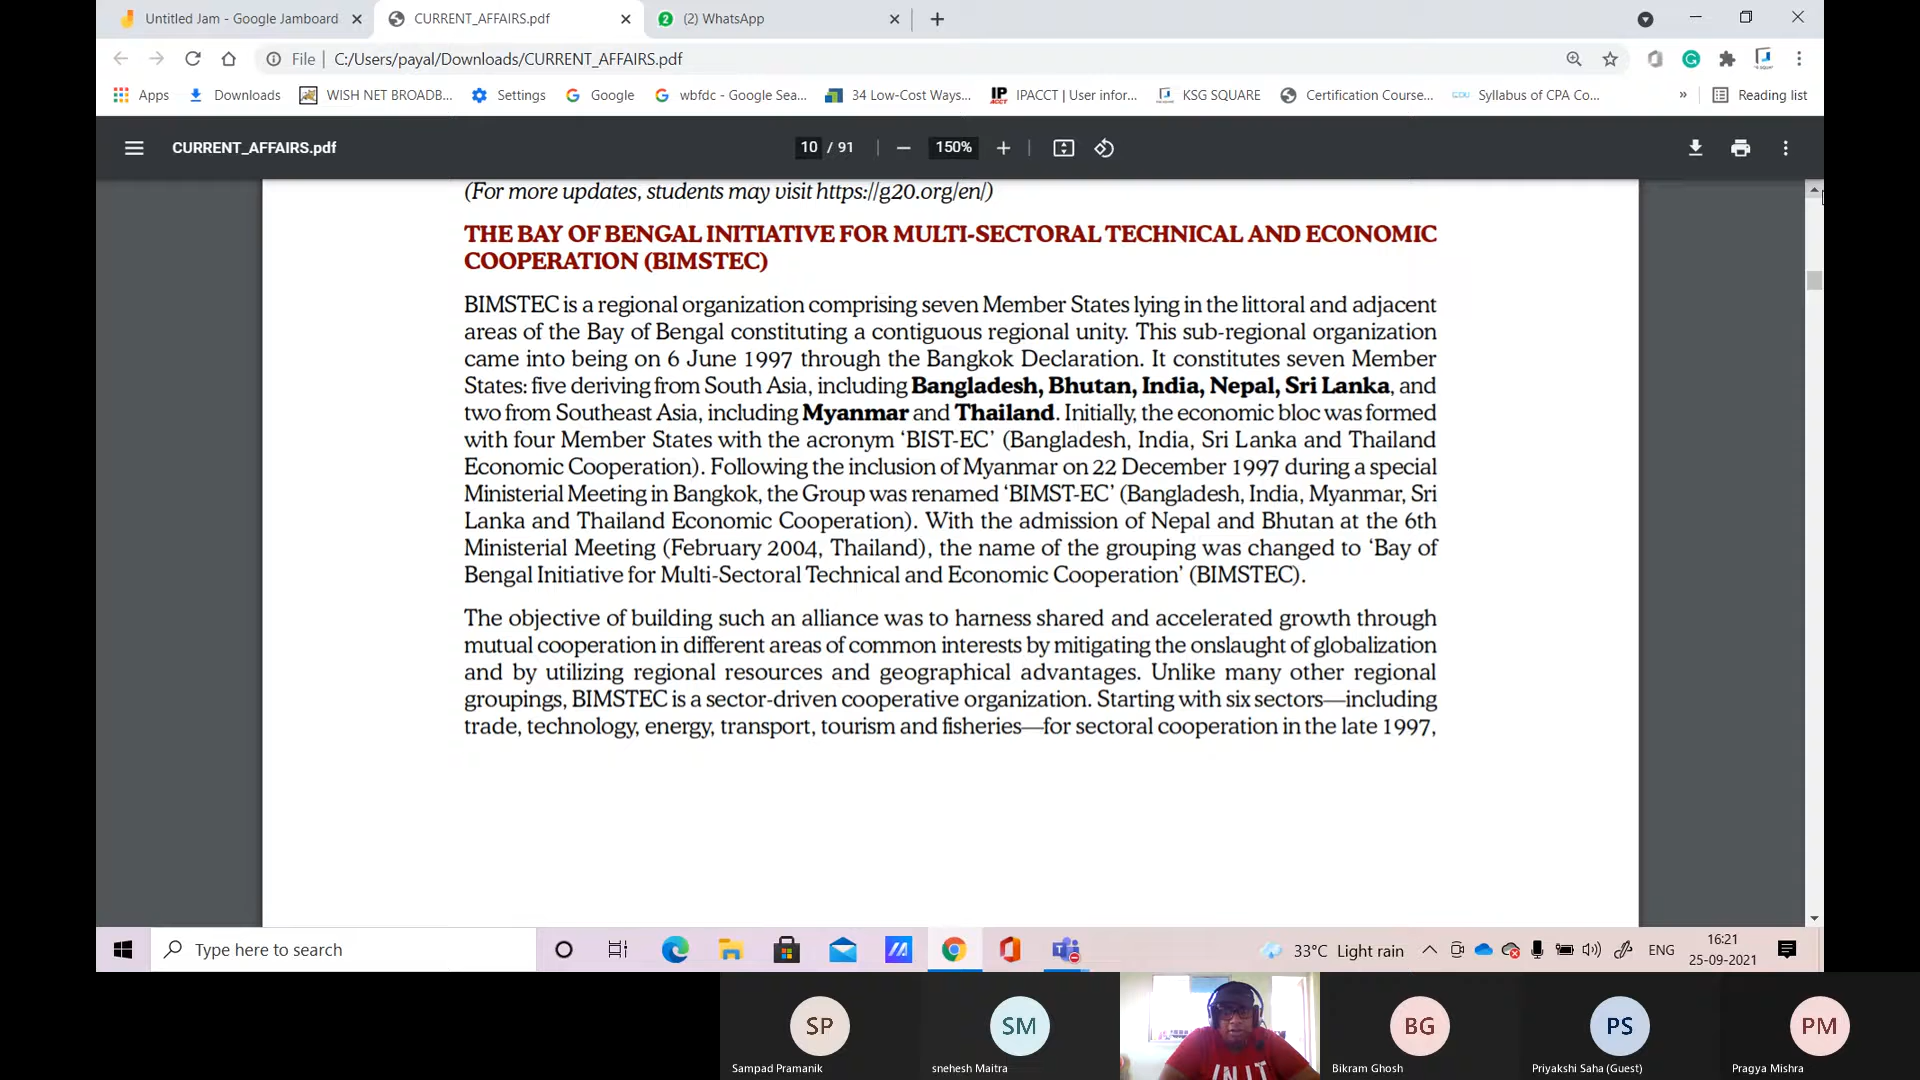 Untitled Jam - Google Jamboard
CURRENT_AFFAIRS.pdf
(2) WhatsApp
File | C:/Users/payal/Downloads/CURRENT_AFFAIRS.pdf
Apps Downloads WISH NET BROADB... Settings Google wbfdc - Google Sea... 34 Low-Cost Ways... IPACCT | User infor... KSG SQUARE Certification Course... Syllabus of CPA Co... » Reading list
CURRENT_AFFAIRS.pdf 10 / 91 150%
(For more updates, students may visit https://g20.org/en/)
THE BAY OF BENGAL INITIATIVE FOR MULTI-SECTORAL TECHNICAL AND ECONOMIC
COOPERATION (BIMSTEC)
BIMSTEC is a regional organization comprising seven Member States lying in the littoral and adjacent
areas of the Bay of Bengal constituting a contiguous regional unity. This sub-regional organization
came into being on 6 June 1997 through the Bangkok Declaration. It constitutes seven Member
States: five deriving from South Asia, including Bangladesh, Bhutan, India, Nepal, Sri Lanka, and
two from Southeast Asia, including Myanmar and Thailand. Initially, the economic bloc was formed
with four Member States with the acronym ‘BIST-EC’ (Bangladesh, India, Sri Lanka and Thailand
Economic Cooperation). Following the inclusion of Myanmar on 22 December 1997 during a special
Ministerial Meeting in Bangkok, the Group was renamed ‘BIMST-EC’ (Bangladesh, India, Myanmar, Sri
Lanka and Thailand Economic Cooperation). With the admission of Nepal and Bhutan at the 6th
Ministerial Meeting (February 2004, Thailand), the name of the grouping was changed to ‘Bay of
Bengal Initiative for Multi-Sectoral Technical and Economic Cooperation’ (BIMSTEC).
The objective of building such an alliance was to harness shared and accelerated growth through
mutual cooperation in different areas of common interests by mitigating the onslaught of globalization
and by utilizing regional resources and geographical advantages. Unlike many other regional
groupings, BIMSTEC is a sector-driven cooperative organization. Starting with six sectors—including
trade, technology, energy, transport, tourism and fisheries—for sectoral cooperation in the late 1997,
Type here to search
33°C Light rain
ENG
16:21
25-09-2021
SP SM BG PS PM
Sampad Pramanik snehesh Maitra Bikram Ghosh Priyakshi Saha (Guest) Pragya Mishra